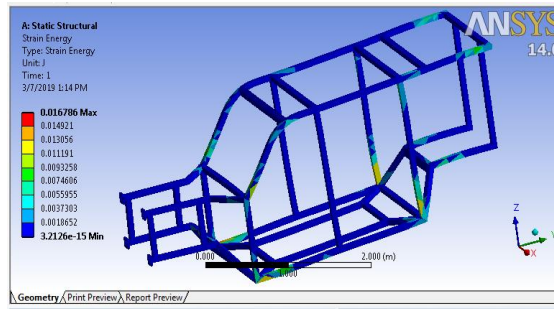 A: Static Structural
Strain Energy
Type: Strain Energy
Unit: J
Time: 1
3/7/2019 1:14 PM
0.016786 Max
0.014921
0.013056
0.011191
0.0093258
0.0074606
0.0055955
0.0037303
0.0018652
3.2126e-15 Min
ANSYS
14.0
0.000
2.000 (m)
1.000
Z
Y
X
Geometry Print Preview Report Preview